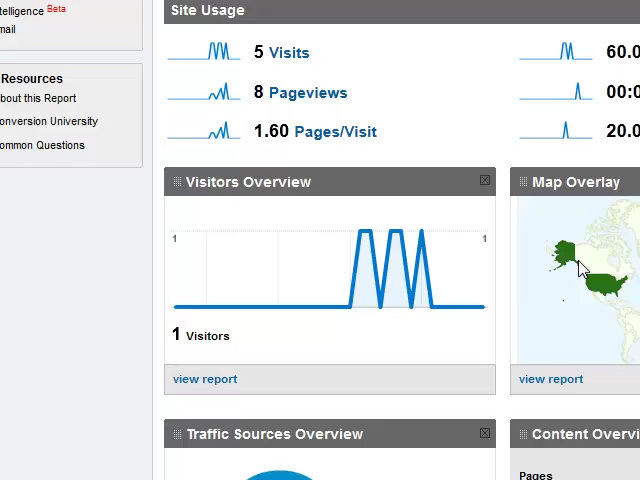 telligence Beta
mail
Resources
bout this Report
onversion University
ommon Questions
Site Usage
5 Visits
60.0
8 Pageviews
00:0
1.60 Pages/Visit
20.0
Visitors Overview
1
1
1 Visitors
view report
Map Overlay
view report
Traffic Sources Overview
Content Overvi
Pages